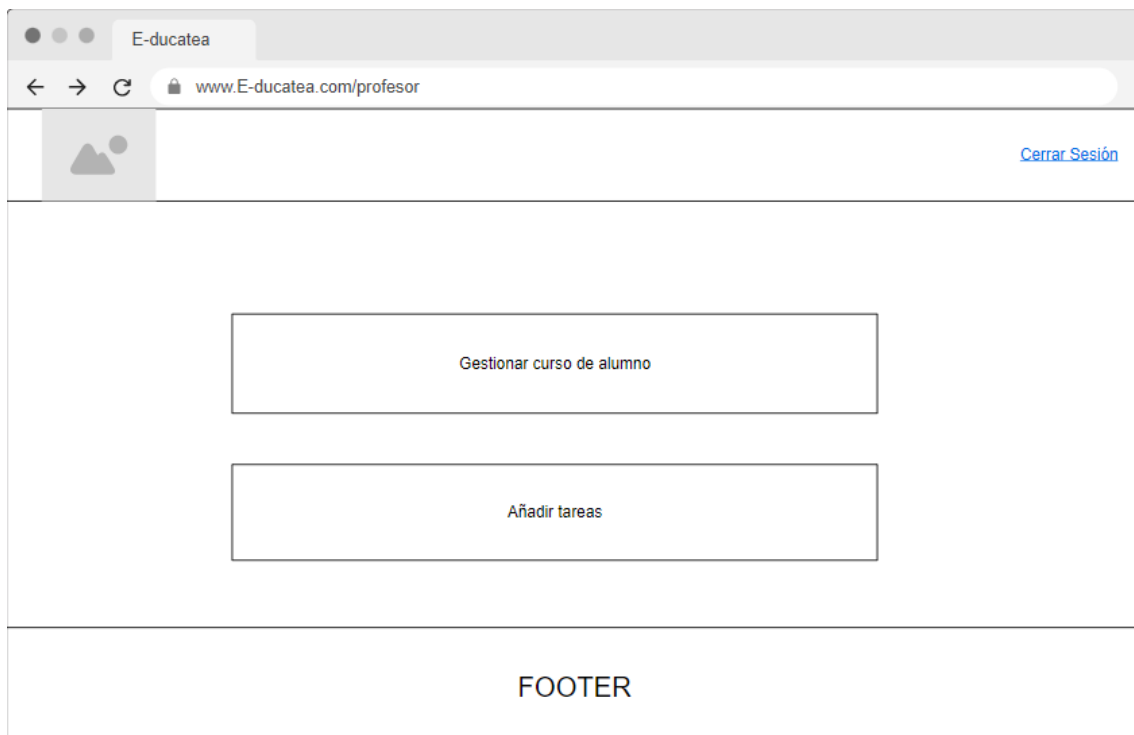 E-ducatea
www.E-ducatea.com/profesor
Cerrar Sesión
Gestionar curso de alumno
Añadir tareas
FOOTER